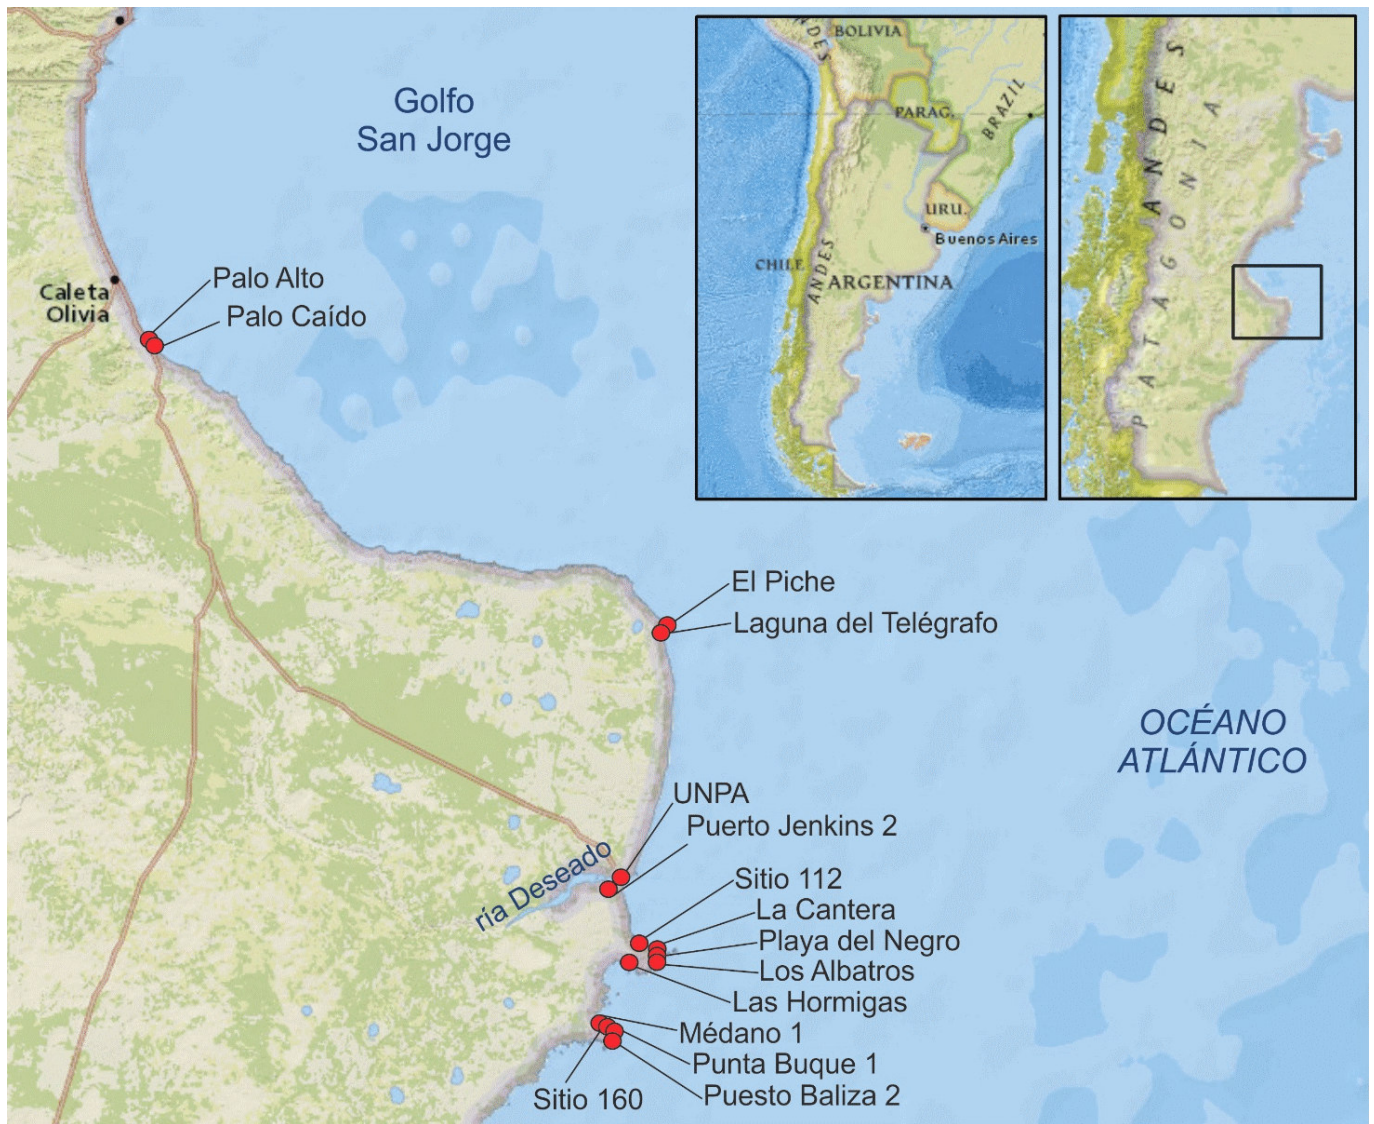 Golfo
San Jorge
Caleta
Olivia
Palo Alto
Palo Caído
El Piche
Laguna del Telégrafo
OCÉANO
ATLÁNTICO
UNPA
Puerto Jenkins 2
ría Deseado
Sitio 112
La Cantera
Playa del Negro
Los Albatros
Las Hormigas
Médano 1
Punta Buque 1
Puesto Baliza 2
Sitio 160
BOLIVIA
PARAG.
BRAZIL
URU.
Buenos Aires
CHILE
ANDES
ARGENTINA
ANDES
PATAGONIA